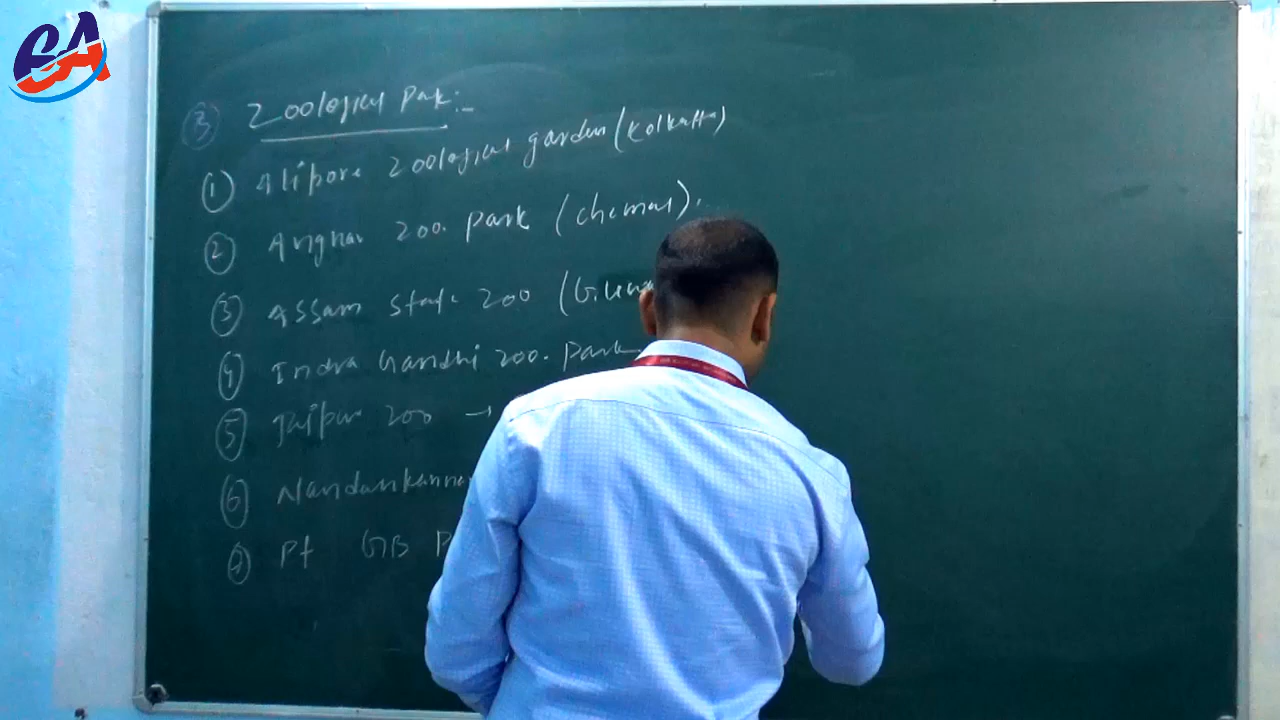 ③ Zoological Park:-
① Alipore Zoological garden (Kolkatta)
② Arignar Zoo. Park (Chennai).
③ Assam state Zoo
④ Indra Gandhi Zoo. Park
⑤ Jaipur Zoo →
⑥ Nandankanna
⑦ Pt GB P